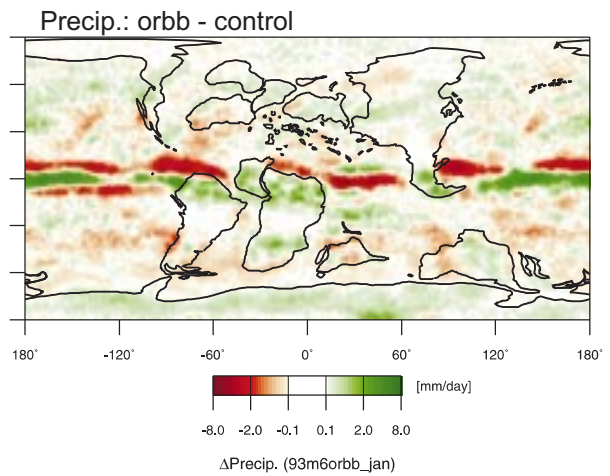 Precip.: orbb - control
180° -120° -60° 0° 60° 120° 180°
[mm/day]
-8.0 -2.0 -0.1 0.1 2.0 8.0
ΔPrecip. (93m6orbb_jan)